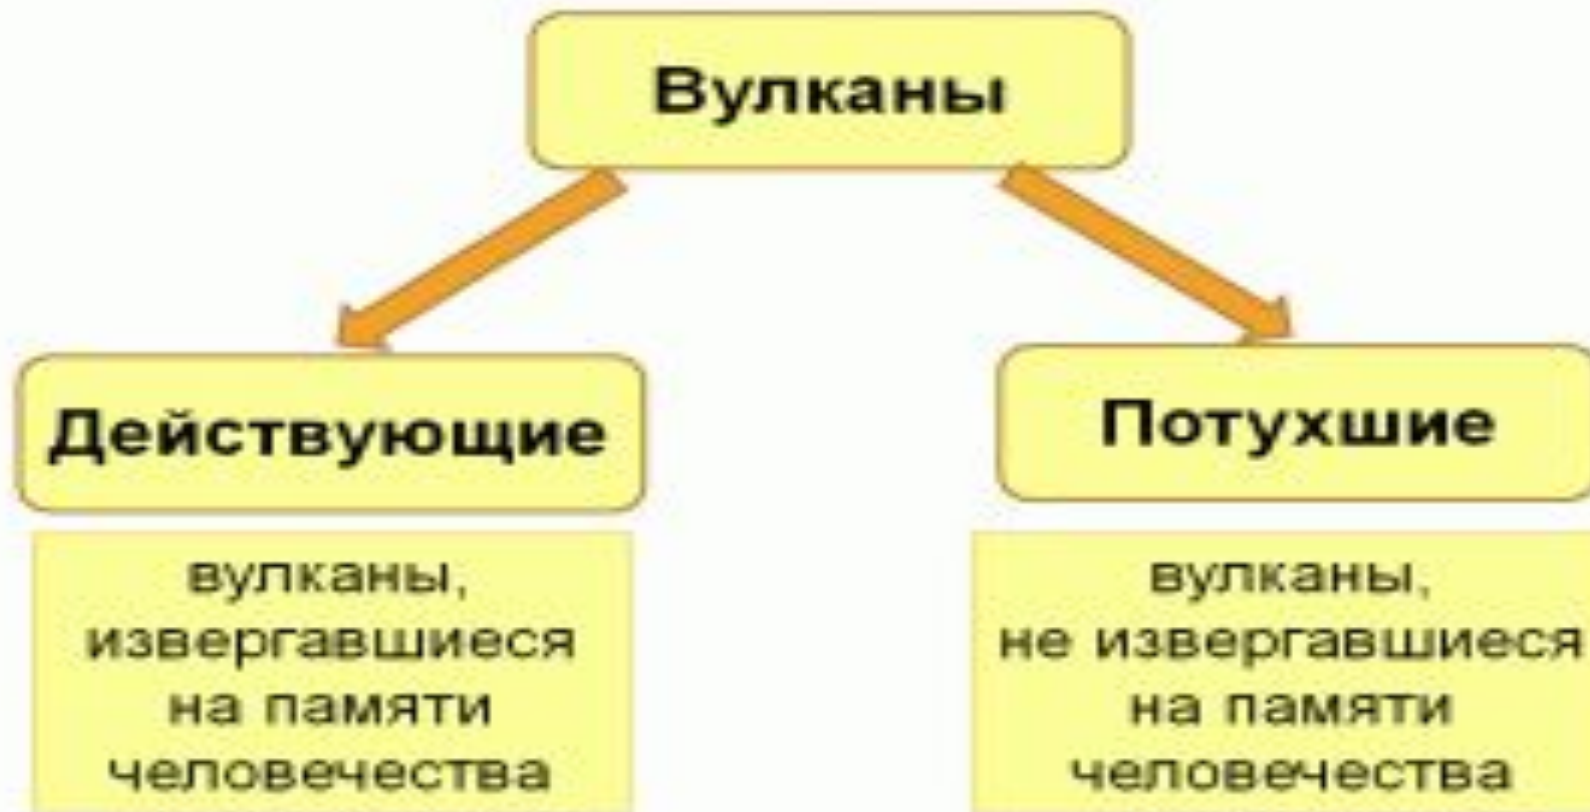 Вулканы
Действующие
Потухшие
вулканы,
извергавшиеся
на памяти
человечества
вулканы,
не извергавшиеся
на памяти
человечества